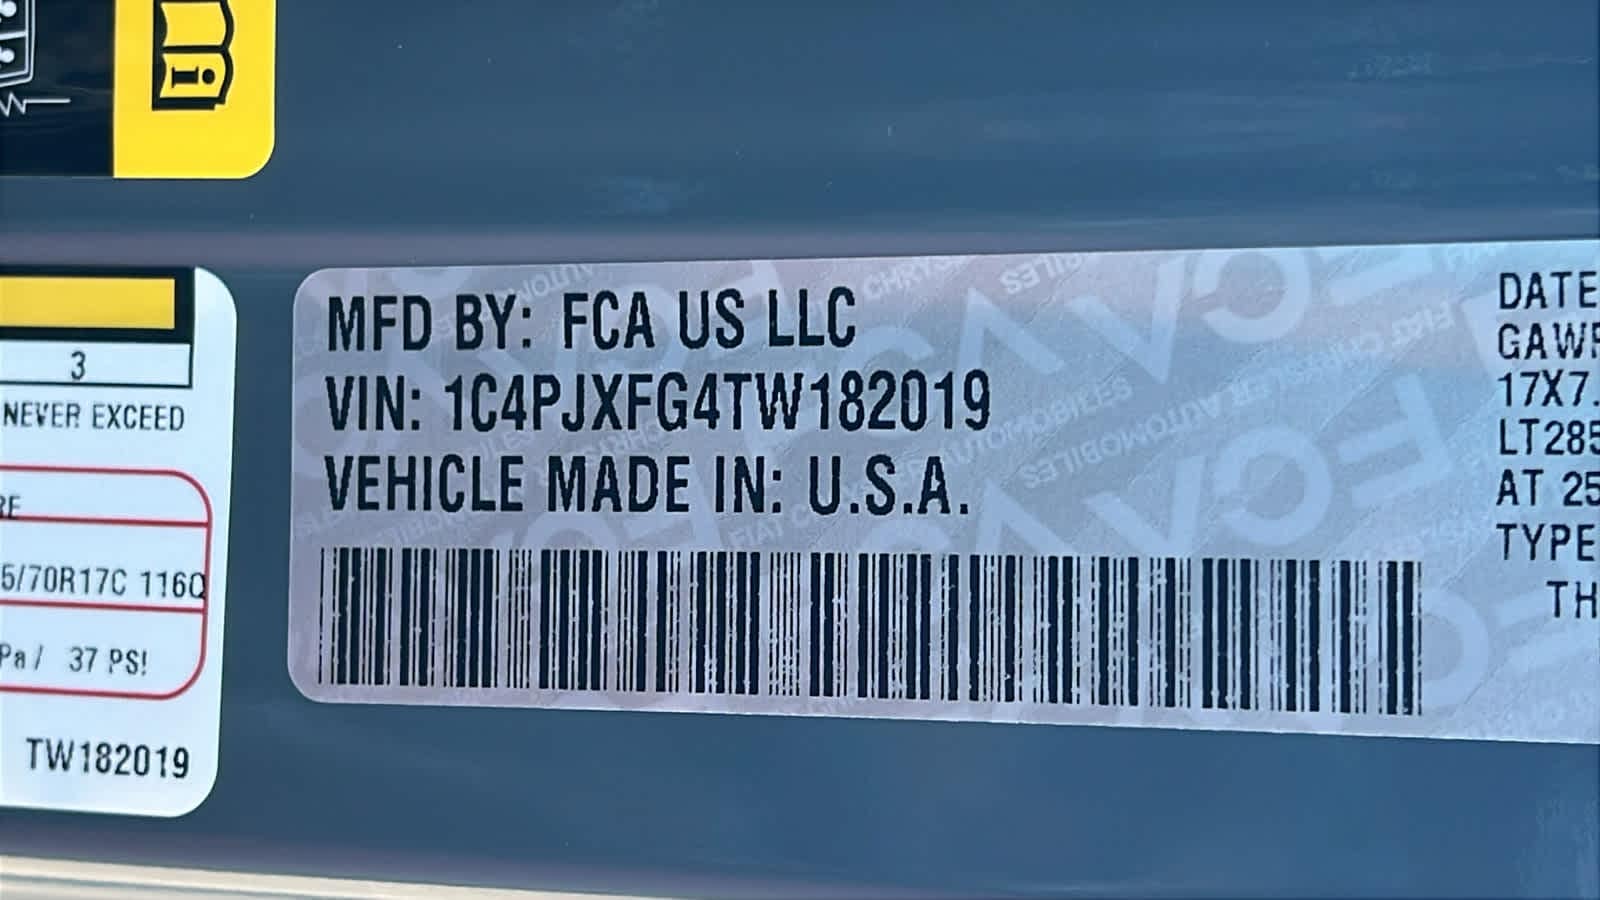 3
NEVER EXCEED
5/70R17C 116Q
Pa / 37 PSI
TW182019
MFD BY: FCA US LLC
VIN: 1C4PJXFG4TW182019
VEHICLE MADE IN: U.S.A.
DATE
GAWR
17X7.
LT285
AT 25
TYPE
TH